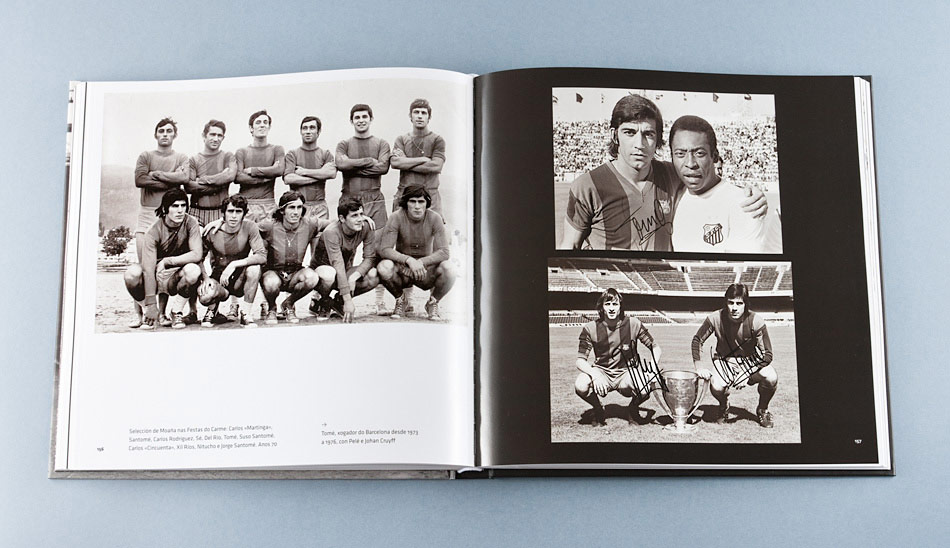 Selección de Moaña nas Festas do Carme: Carlos «Martinga»,
Santomé, Carlos Rodríguez, Sé, Del Río, Tomé, Suso Santomé,
Carlos «Cincuenta», Xil Ríos, Nitucho e Jorge Santomé. Anos 70
156
→
Tomé, xogador do Barcelona desde 1973
a 1976, con Pelé e Johan Cruyff
157